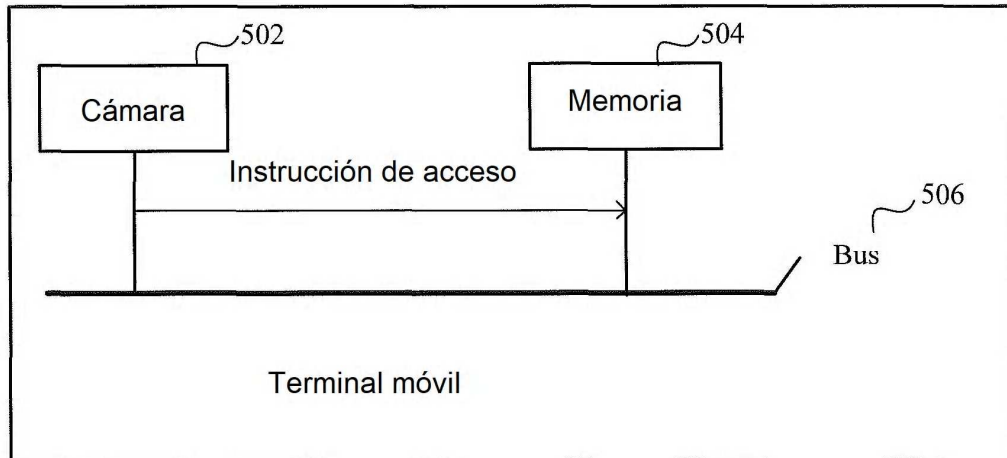 502
504
Cámara
Memoria
Instrucción de acceso
506
Bus
Terminal móvil